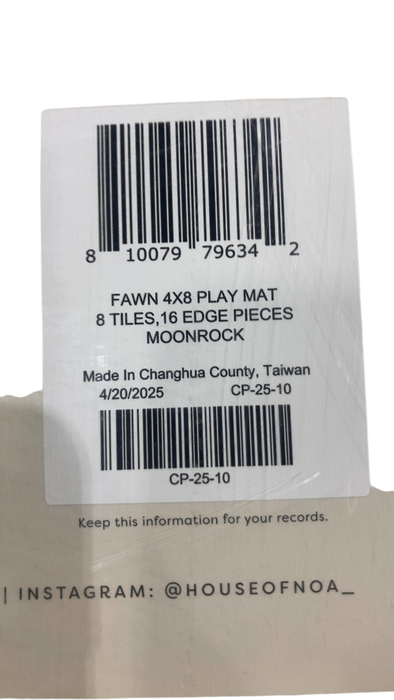 8 10079 79634 2
FAWN 4X8 PLAY MAT
8 TILES,16 EDGE PIECES
MOONROCK
Made In Changhua County, Taiwan
4/20/2025 CP-25-10
CP-25-10
Keep this information for your records.
| INSTAGRAM: @HOUSEOFNOA_